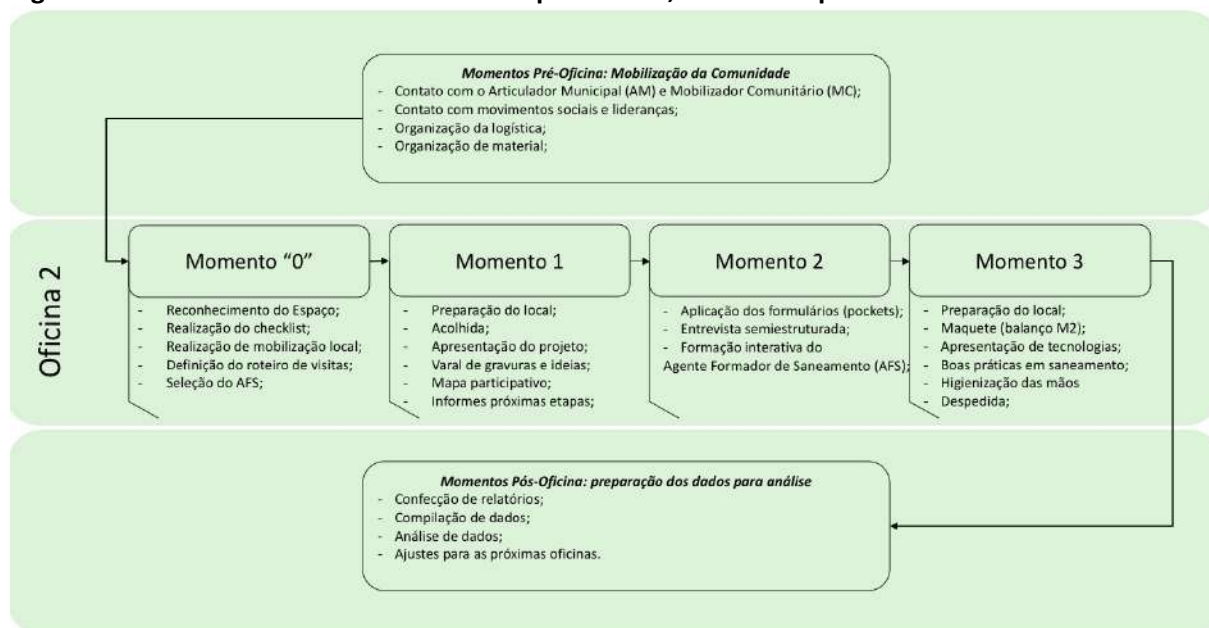 Momentos Pré-Oficina: Mobilização da Comunidade
- Contato com o Articulador Municipal (AM) e Mobilizador Comunitário (MC);
- Contato com movimentos sociais e lideranças;
- Organização da logística;
- Organização de material;
Oficina 2
Momento “0”
- Reconhecimento do Espaço;
- Realização do checklist;
- Realização de mobilização local;
- Definição do roteiro de visitas;
- Seleção do AFS;
Momento 1
- Preparação do local;
- Acolhida;
- Apresentação do projeto;
- Varal de gravuras e ideias;
- Mapa participativo;
- Informes próximas etapas;
Momento 2
- Aplicação dos formulários (pockets);
- Entrevista semiestruturada;
- Formação interativa do
Agente Formador de Saneamento (AFS);
Momento 3
- Preparação do local;
- Maquete (balanço M2);
- Apresentação de tecnologias;
- Boas práticas em saneamento;
- Higienização das mãos
- Despedida;
Momentos Pós-Oficina: preparação dos dados para análise
- Confecção de relatórios;
- Compilação de dados;
- Análise de dados;
- Ajustes para as próximas oficinas.